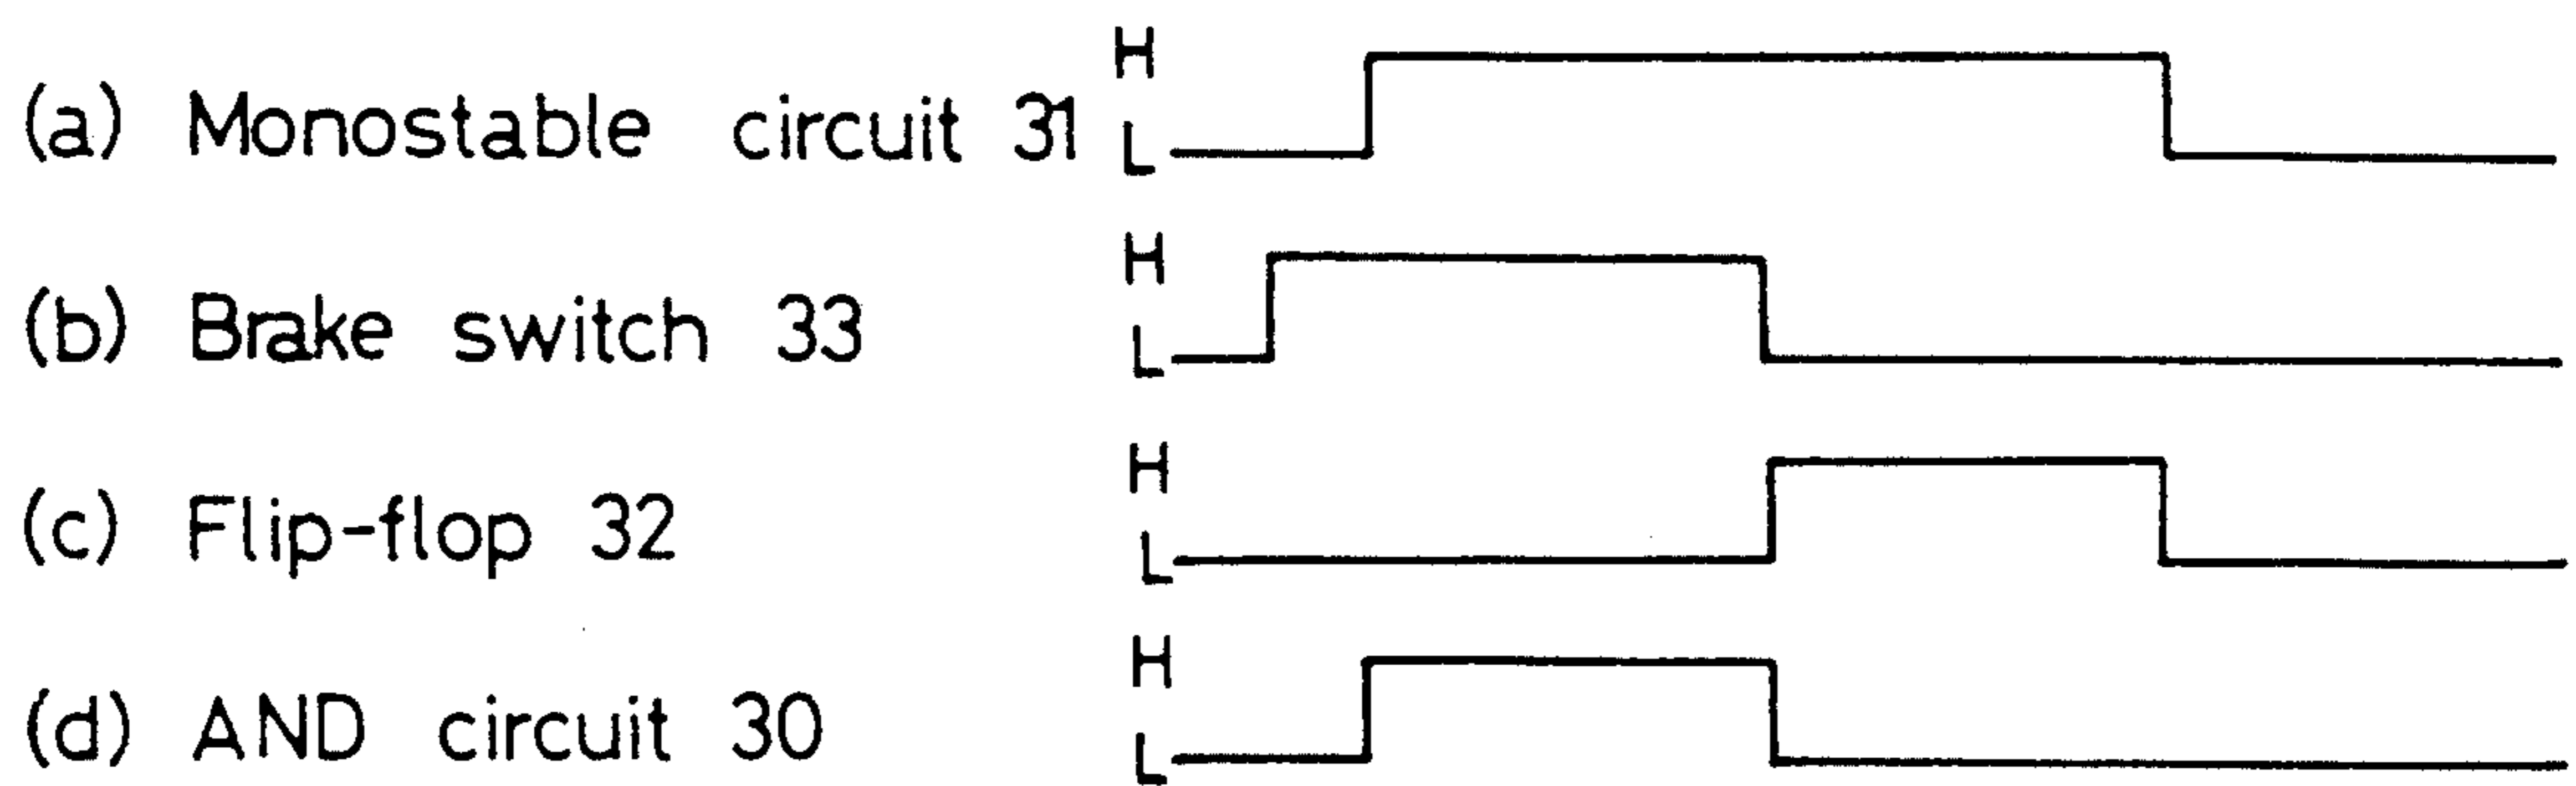 (a) Monostable circuit 31 H
L
(b) Brake switch 33 H
L
(c) Flip-flop 32 H
L
(d) AND circuit 30 H
L